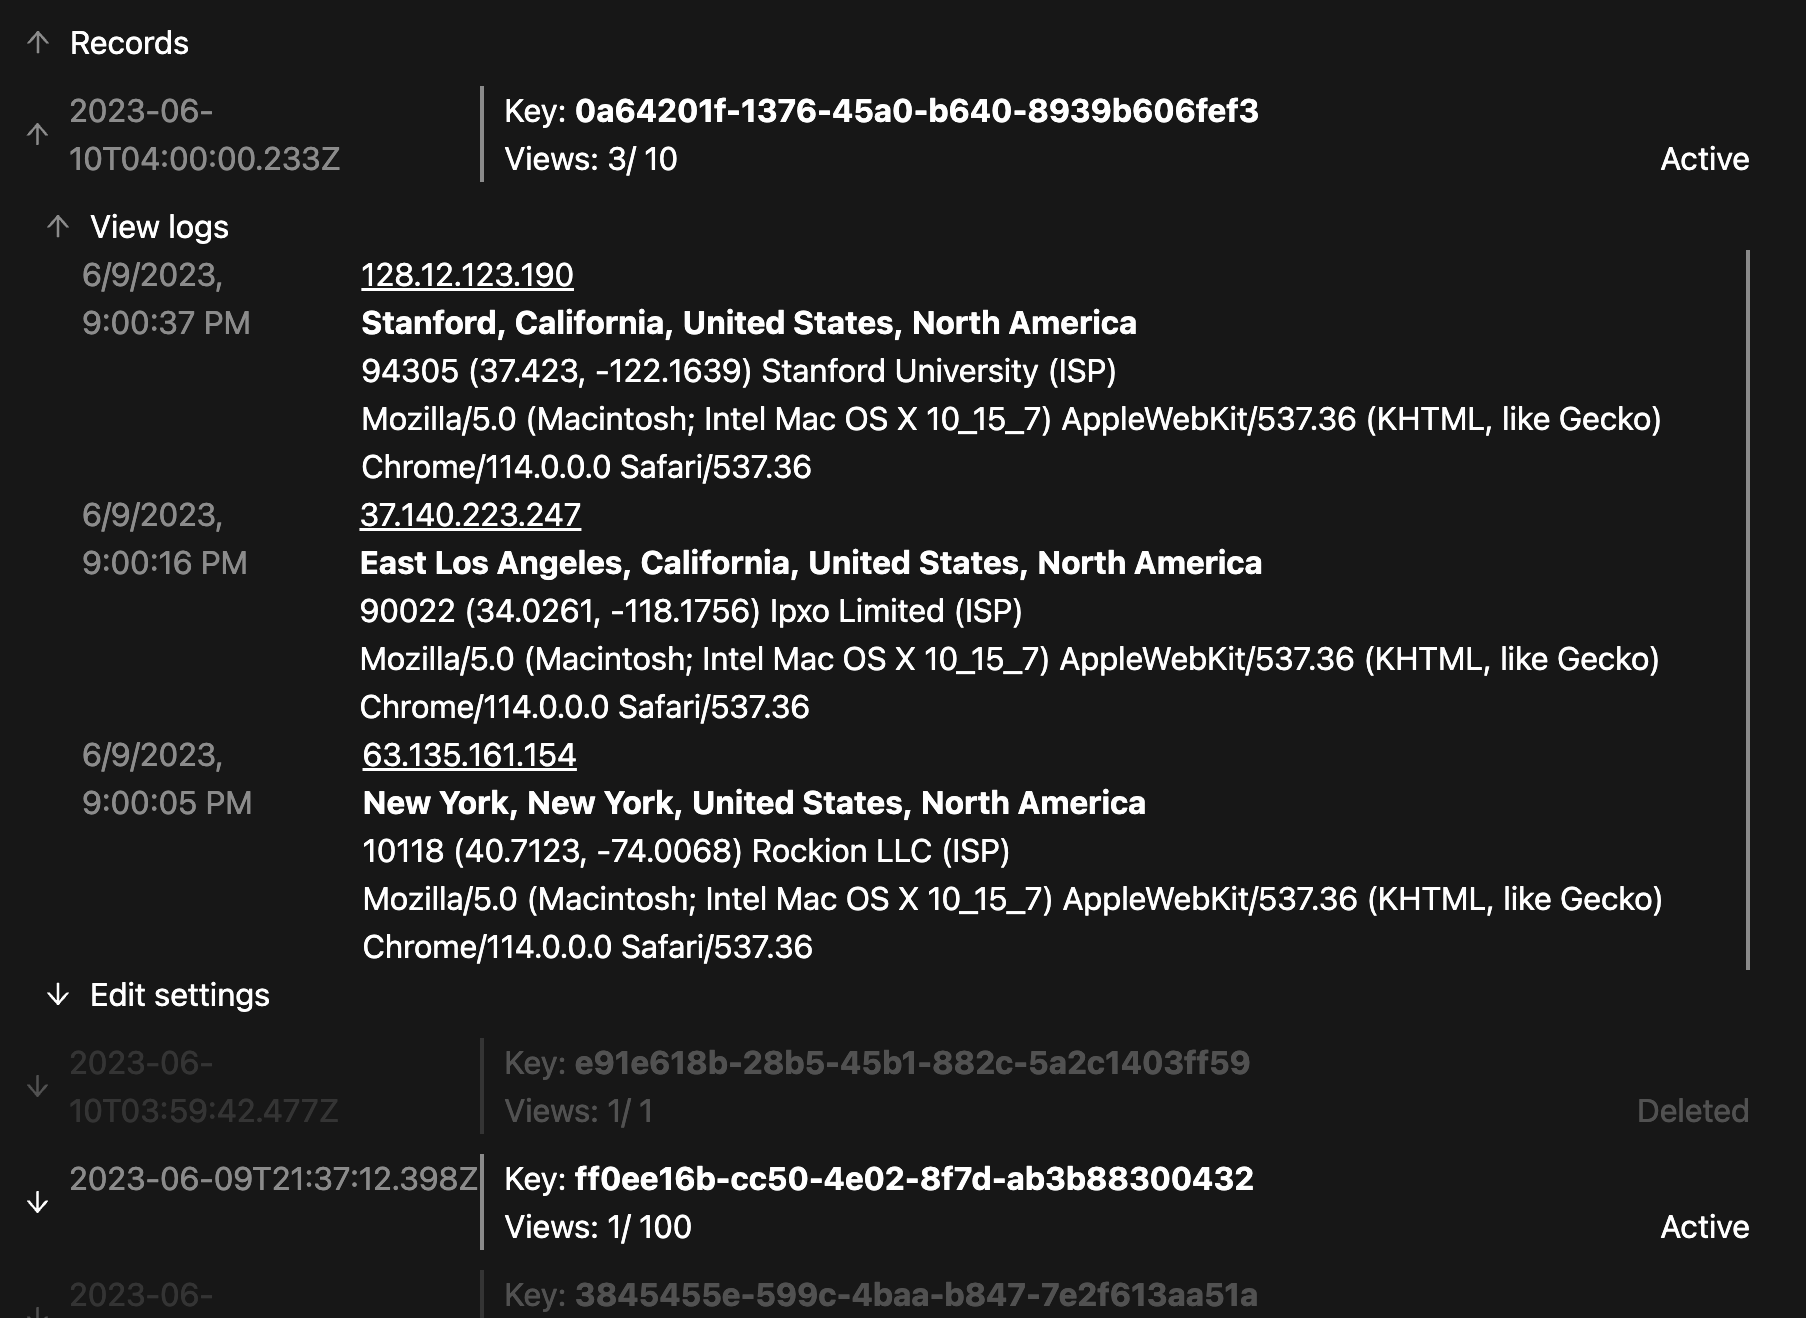 Records
2023-06-
10T04:00:00.233Z
Key: 0a64201f-1376-45a0-b640-8939b606fef3
Views: 3/ 10
Active
View logs
6/9/2023,
9:00:37 PM
128.12.123.190
Stanford, California, United States, North America
94305 (37.423, -122.1639) Stanford University (ISP)
Mozilla/5.0 (Macintosh; Intel Mac OS X 10_15_7) AppleWebKit/537.36 (KHTML, like Gecko)
Chrome/114.0.0.0 Safari/537.36
6/9/2023,
9:00:16 PM
37.140.223.247
East Los Angeles, California, United States, North America
90022 (34.0261, -118.1756) Ipxo Limited (ISP)
Mozilla/5.0 (Macintosh; Intel Mac OS X 10_15_7) AppleWebKit/537.36 (KHTML, like Gecko)
Chrome/114.0.0.0 Safari/537.36
6/9/2023,
9:00:05 PM
63.135.161.154
New York, New York, United States, North America
10118 (40.7123, -74.0068) Rockion LLC (ISP)
Mozilla/5.0 (Macintosh; Intel Mac OS X 10_15_7) AppleWebKit/537.36 (KHTML, like Gecko)
Chrome/114.0.0.0 Safari/537.36
Edit settings
2023-06-
10T03:59:42.477Z
Key: e91e618b-28b5-45b1-882c-5a2c1403ff59
Views: 1/ 1
Deleted
2023-06-09T21:37:12.398Z
Key: ff0ee16b-cc50-4e02-8f7d-ab3b88300432
Views: 1/ 100
Active
2023-06-
Key: 3845455e-599c-4baa-b847-7e2f613aa51a